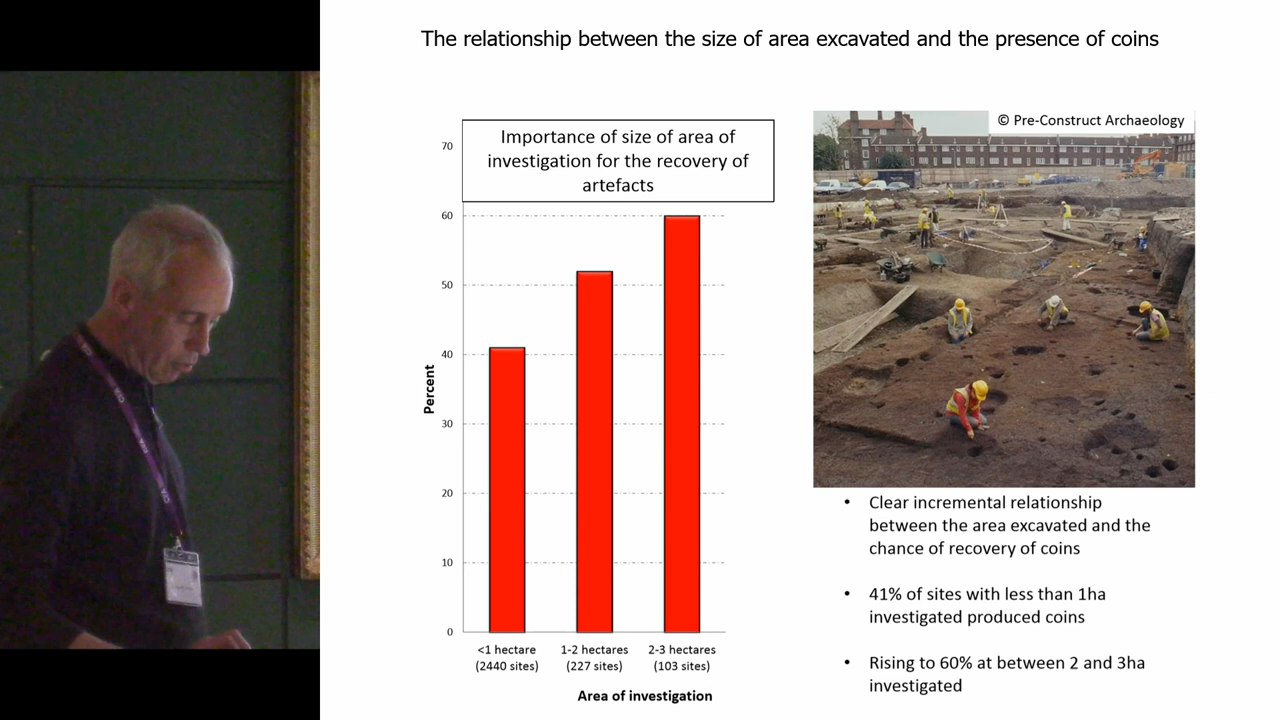 The relationship between the size of area excavated and the presence of coins
Importance of size of area of
investigation for the recovery of
artefacts
70
60
50
40
30
20
10
0
Percent
<1 hectare
(2440 sites)
1-2 hectares
(227 sites)
2-3 hectares
(103 sites)
Area of investigation
© Pre-Construct Archaeology
• Clear incremental relationship
between the area excavated and the
chance of recovery of coins
• 41% of sites with less than 1ha
investigated produced coins
• Rising to 60% at between 2 and 3ha
investigated